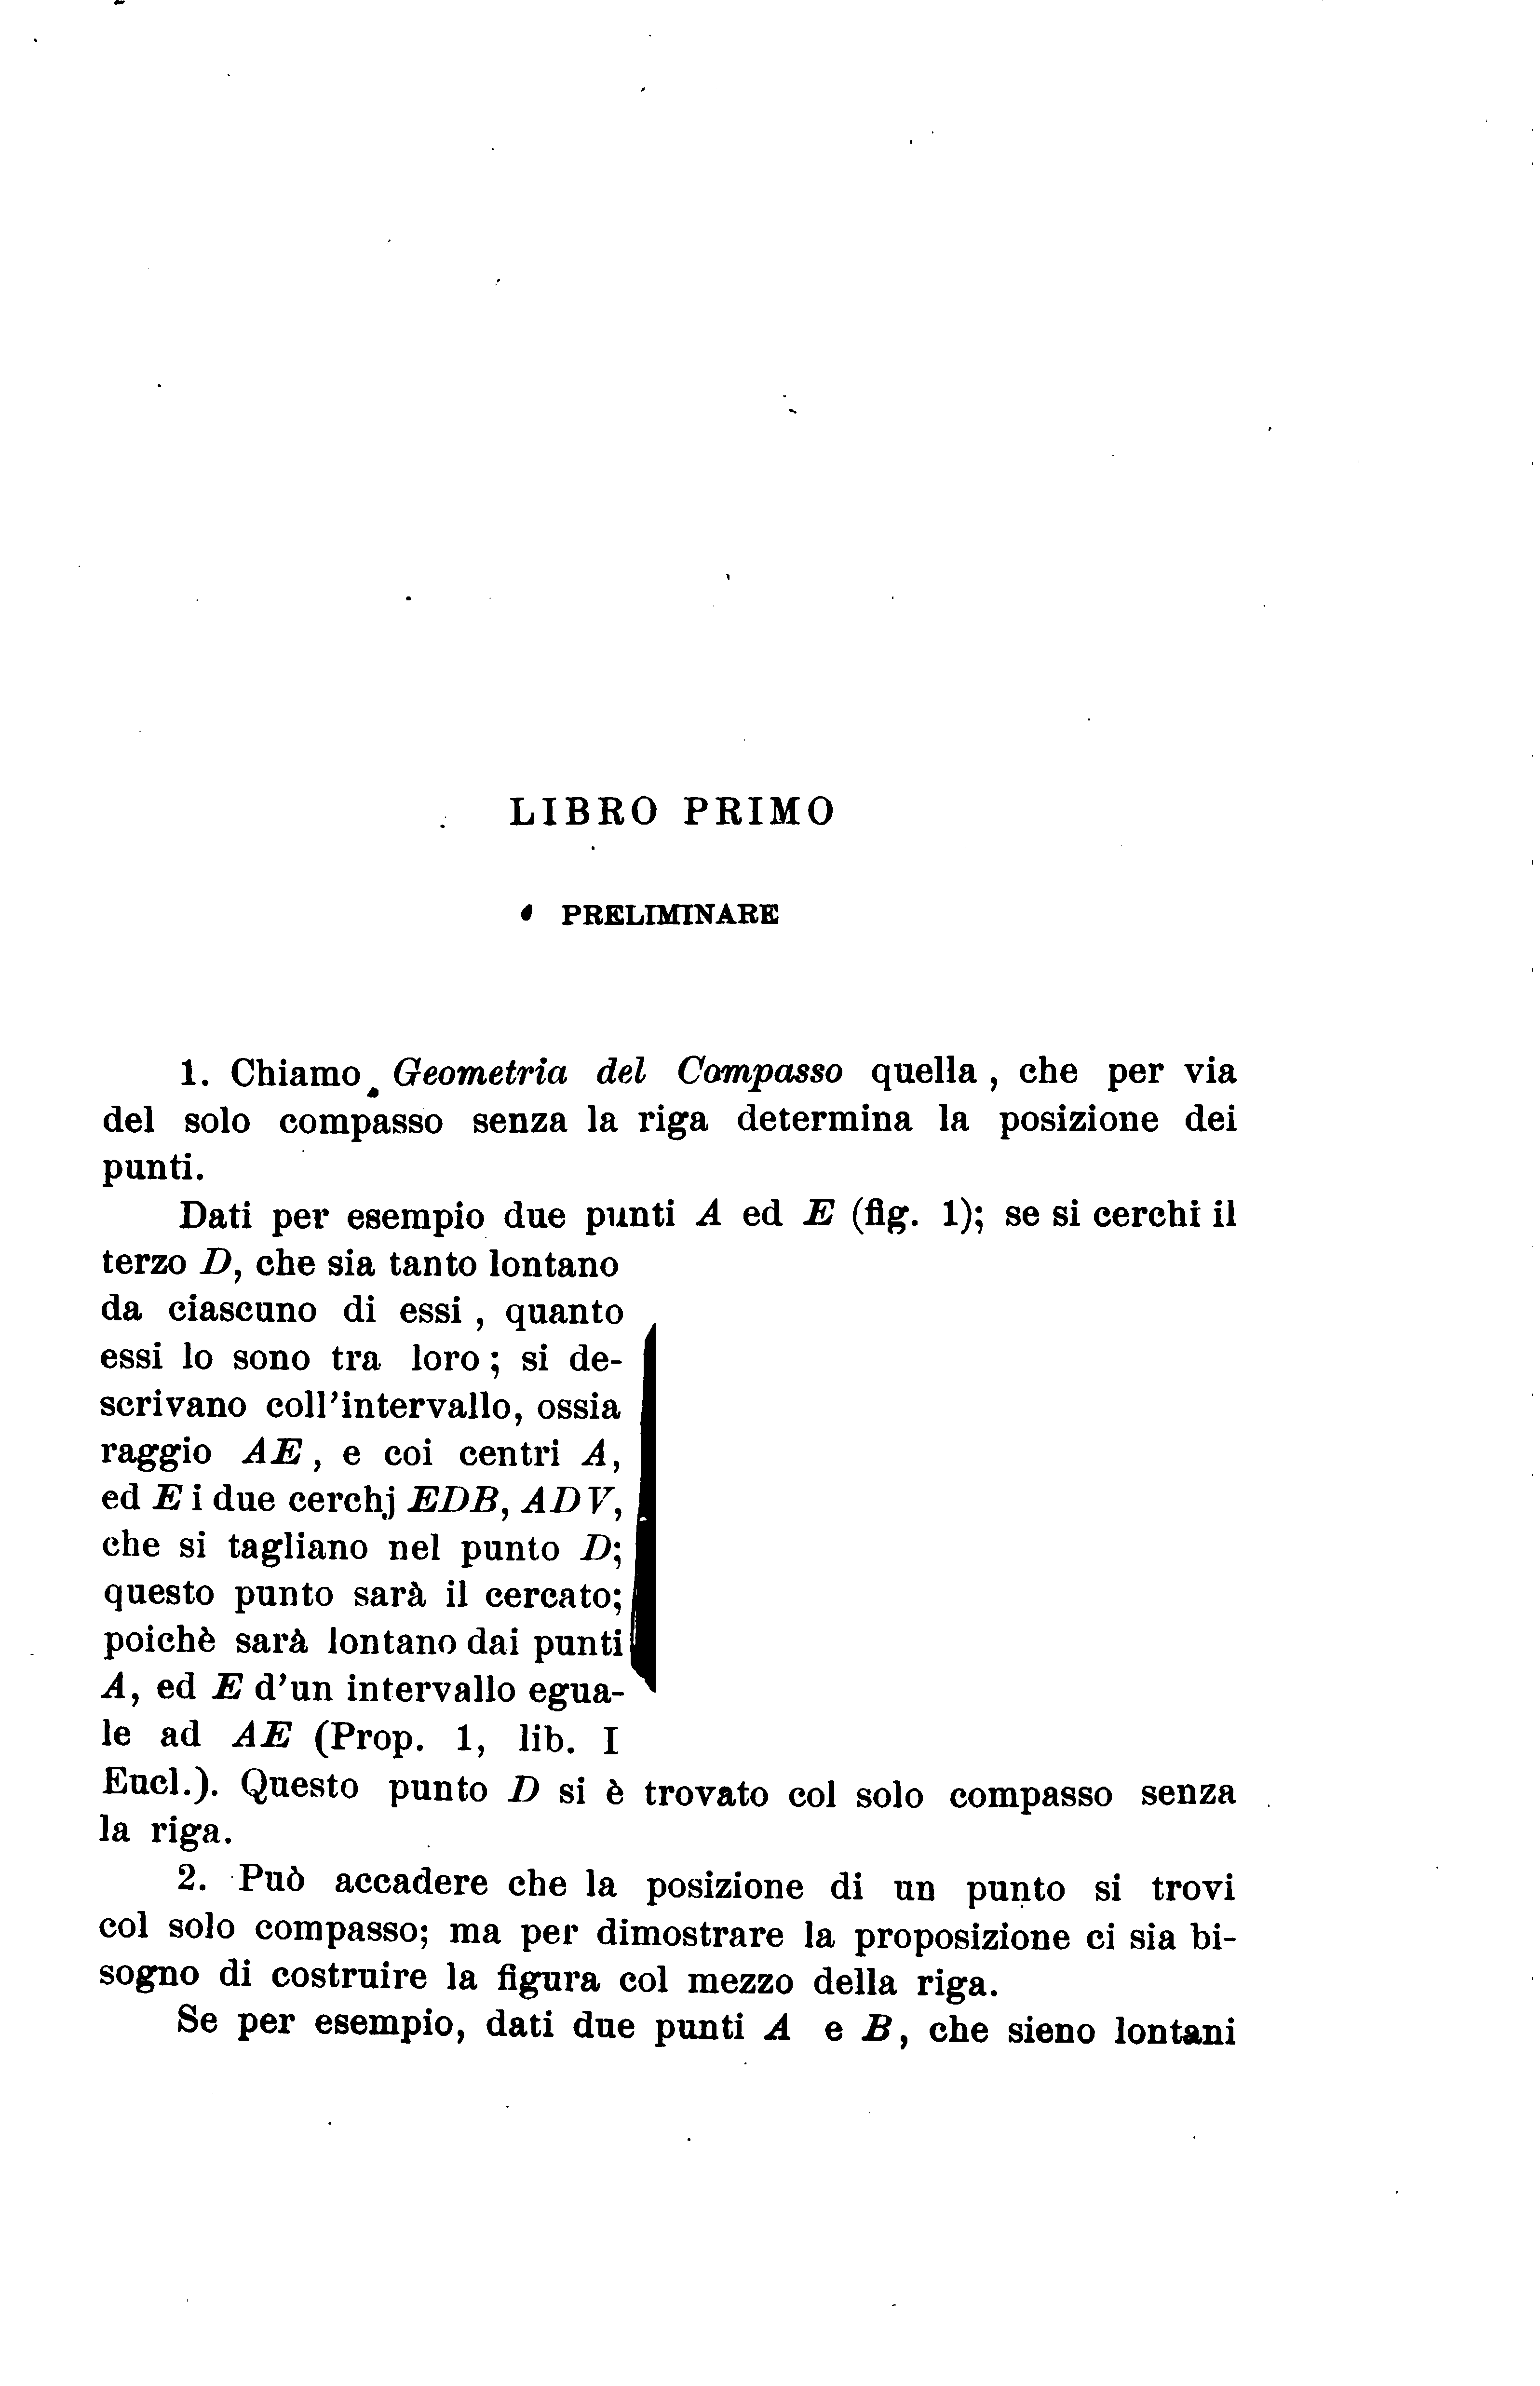 LIBRO PRIMO
PRELIMINARE
1. Chiamo Geometria del Compasso quella, che per via
del solo compasso senza la riga determina la posizione dei
punti.
Dati per esempio due punti A ed E (fig. 1); se si cerchi il
terzo D, che sia tanto lontano
da ciascuno di essi, quanto
essi lo sono tra loro; si de-
scrivano coll'intervallo, ossia
raggio AE, e coi centri A,
ed E i due cerchj EDB, ADV,
che si tagliano nel punto D;
questo punto sarà il cercato;
poichè sarà lontano dai punti
A, ed E d'un intervallo egua-
le ad AE (Prop. 1, lib. I
Eucl.). Questo punto D si è trovato col solo compasso senza
la riga.
2. Può accadere che la posizione di un punto si trovi
col solo compasso; ma per dimostrare la proposizione ci sia bi-
sogno di costruire la figura col mezzo della riga.
Se per esempio, dati due punti A e B, che sieno lontani